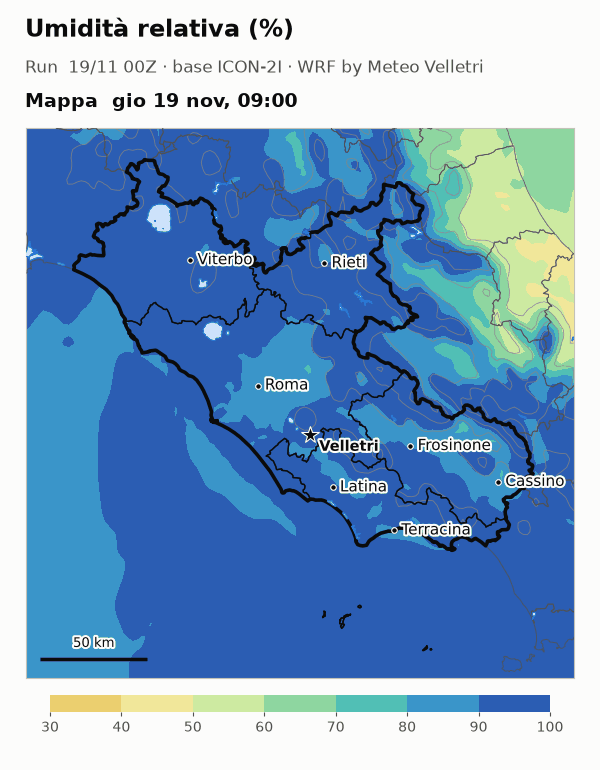 Umidità relativa (%)
Run  19/11 00Z · base ICON-2I · WRF by Meteo Velletri
Mappa  gio 19 nov, 09:00
Viterbo
Rieti
Roma
Velletri
Frosinone
Cassino
Latina
Terracina
50 km
30 40 50 60 70 80 90 100